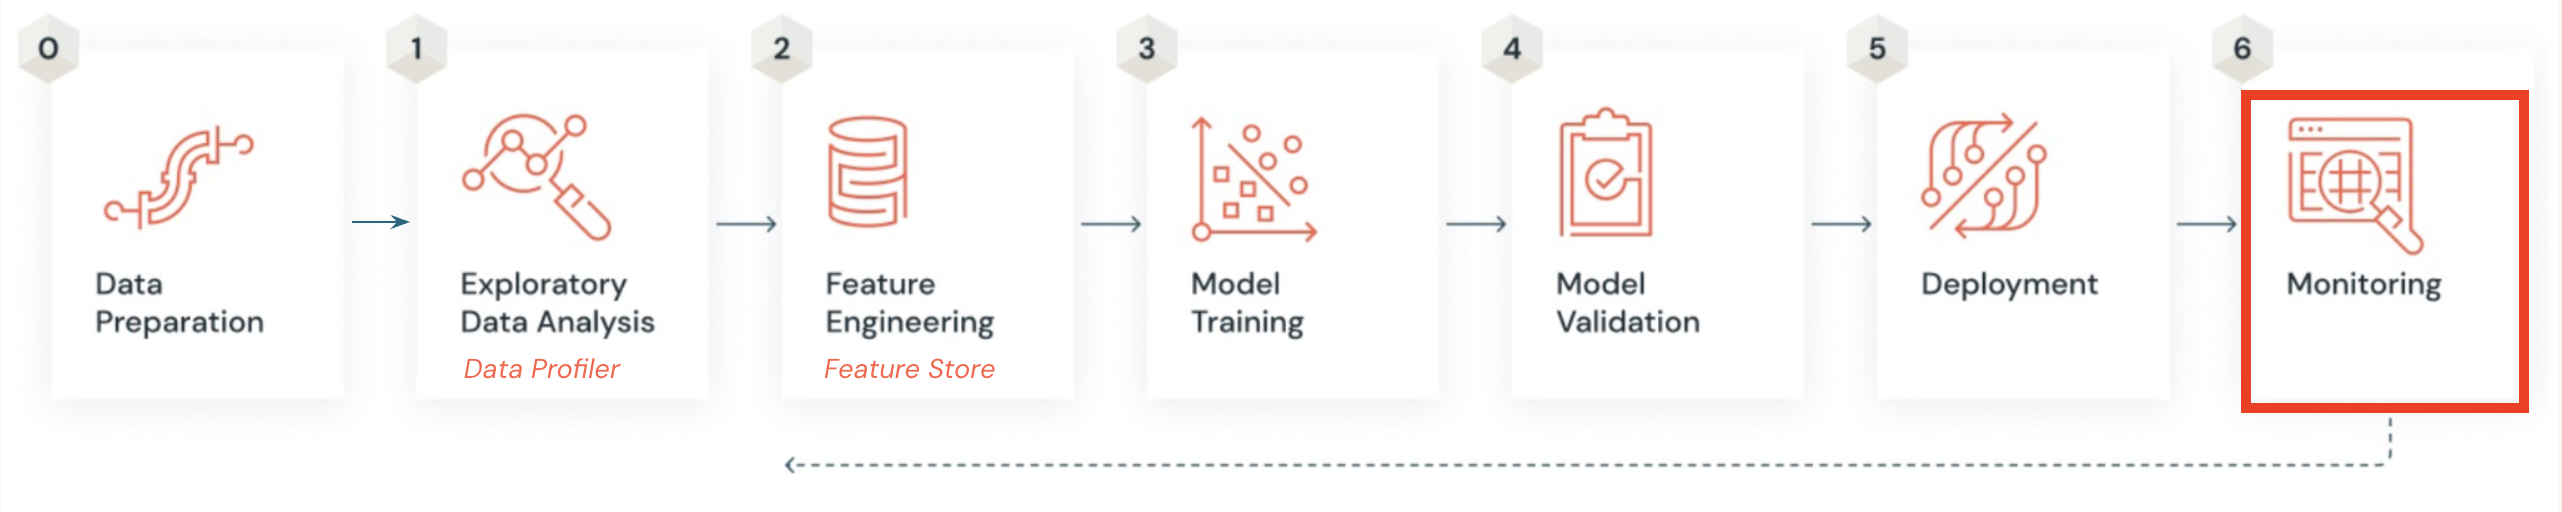 0
Data
Preparation
1
Exploratory
Data Analysis
Data Profiler
2
Feature
Engineering
Feature Store
3
Model
Training
4
Model
Validation
5
Deployment
6
Monitoring